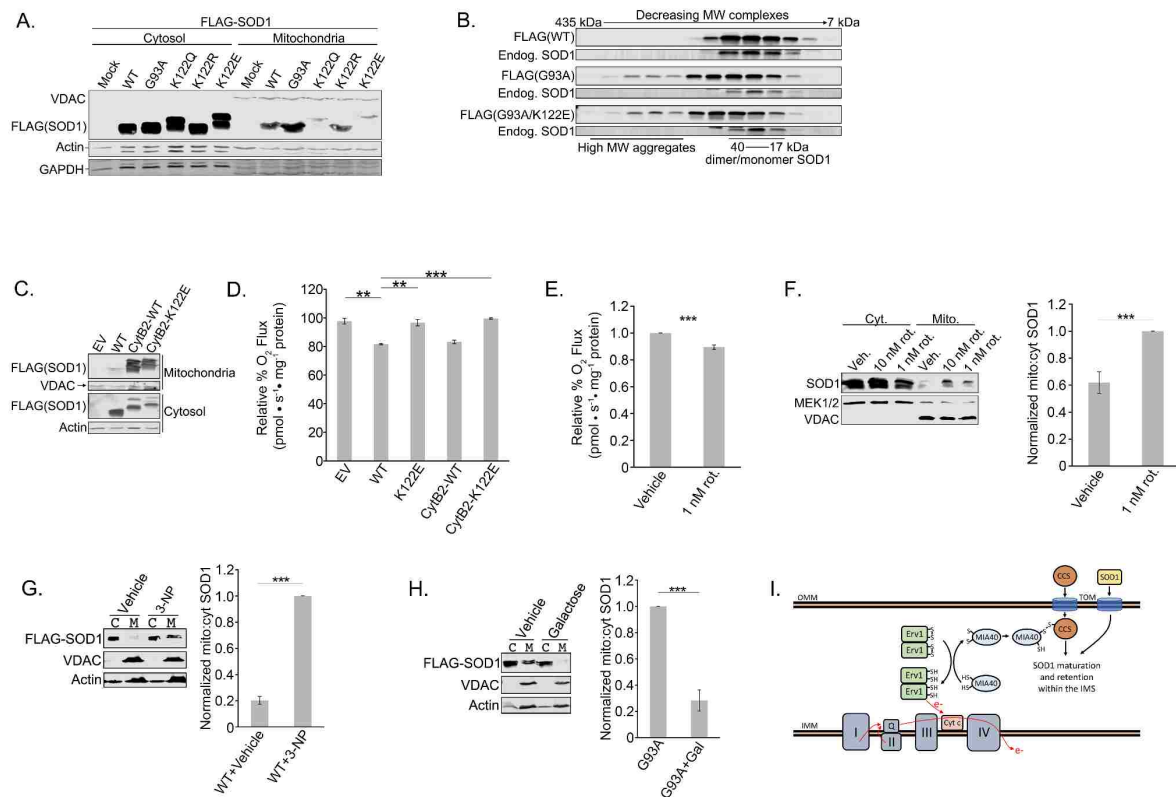 A.
FLAG-SOD1
Cytosol Mitochondria
Mock WT G93A K122Q K122R K122E Mock WT G93A K122Q K122R K122E
VDAC
FLAG(SOD1)
Actin
GAPDH
B.
Decreasing MW complexes
435 kDa 7 kDa
FLAG(WT)
Endog. SOD1
FLAG(G93A)
Endog. SOD1
FLAG(G93A/K122E)
Endog. SOD1
High MW aggregates
40 17 kDa
dimer/monomer SOD1
C.
EV WT CytB2-WT CytB2-K122E
FLAG(SOD1)
VDAC
Mitochondria
FLAG(SOD1)
Actin
Cytosol
D.
Relative % O2 Flux
(pmol • s⁻¹• mg⁻¹ protein)
120
100
80
60
40
20
0
** ** ***
EV WT K122E CytB2-WT CytB2-K122E
E.
Relative % O2 Flux
(pmol • s⁻¹• mg⁻¹ protein)
1.2
1
0.8
0.6
0.4
0.2
0
***
Vehicle 1 nM rot.
F.
Cyt. Mito.
Veh. 10 nM rot. 1 nM rot. Veh. 10 nM rot. 1 nM rot.
SOD1
MEK1/2
VDAC
Normalized mito:cyt SOD1
1.2
1
0.8
0.6
0.4
0.2
0
***
Vehicle 1 nM rot.
G.
Vehicle 3-NP
C M C M
FLAG-SOD1
VDAC
Actin
Normalized mito:cyt SOD1
1.2
1
0.8
0.6
0.4
0.2
0
***
WT+Vehicle WT+3-NP
H.
Vehicle Galactose
C M C M
FLAG-SOD1
VDAC
Actin
Normalized mito:cyt SOD1
1.2
1
0.8
0.6
0.4
0.2
0
***
G93A G93A+Gal
I.
CCS SOD1
OMM TOM
Erv1 S S
Erv1 S S
S S MIA40 MIA40 S S CCS
SH
Erv1 SH SH
Erv1 SH SH
HS HS MIA40
SOD1 maturation
and retention
within the IMS
e-
IMM I Q II III Cyt c IV
e-